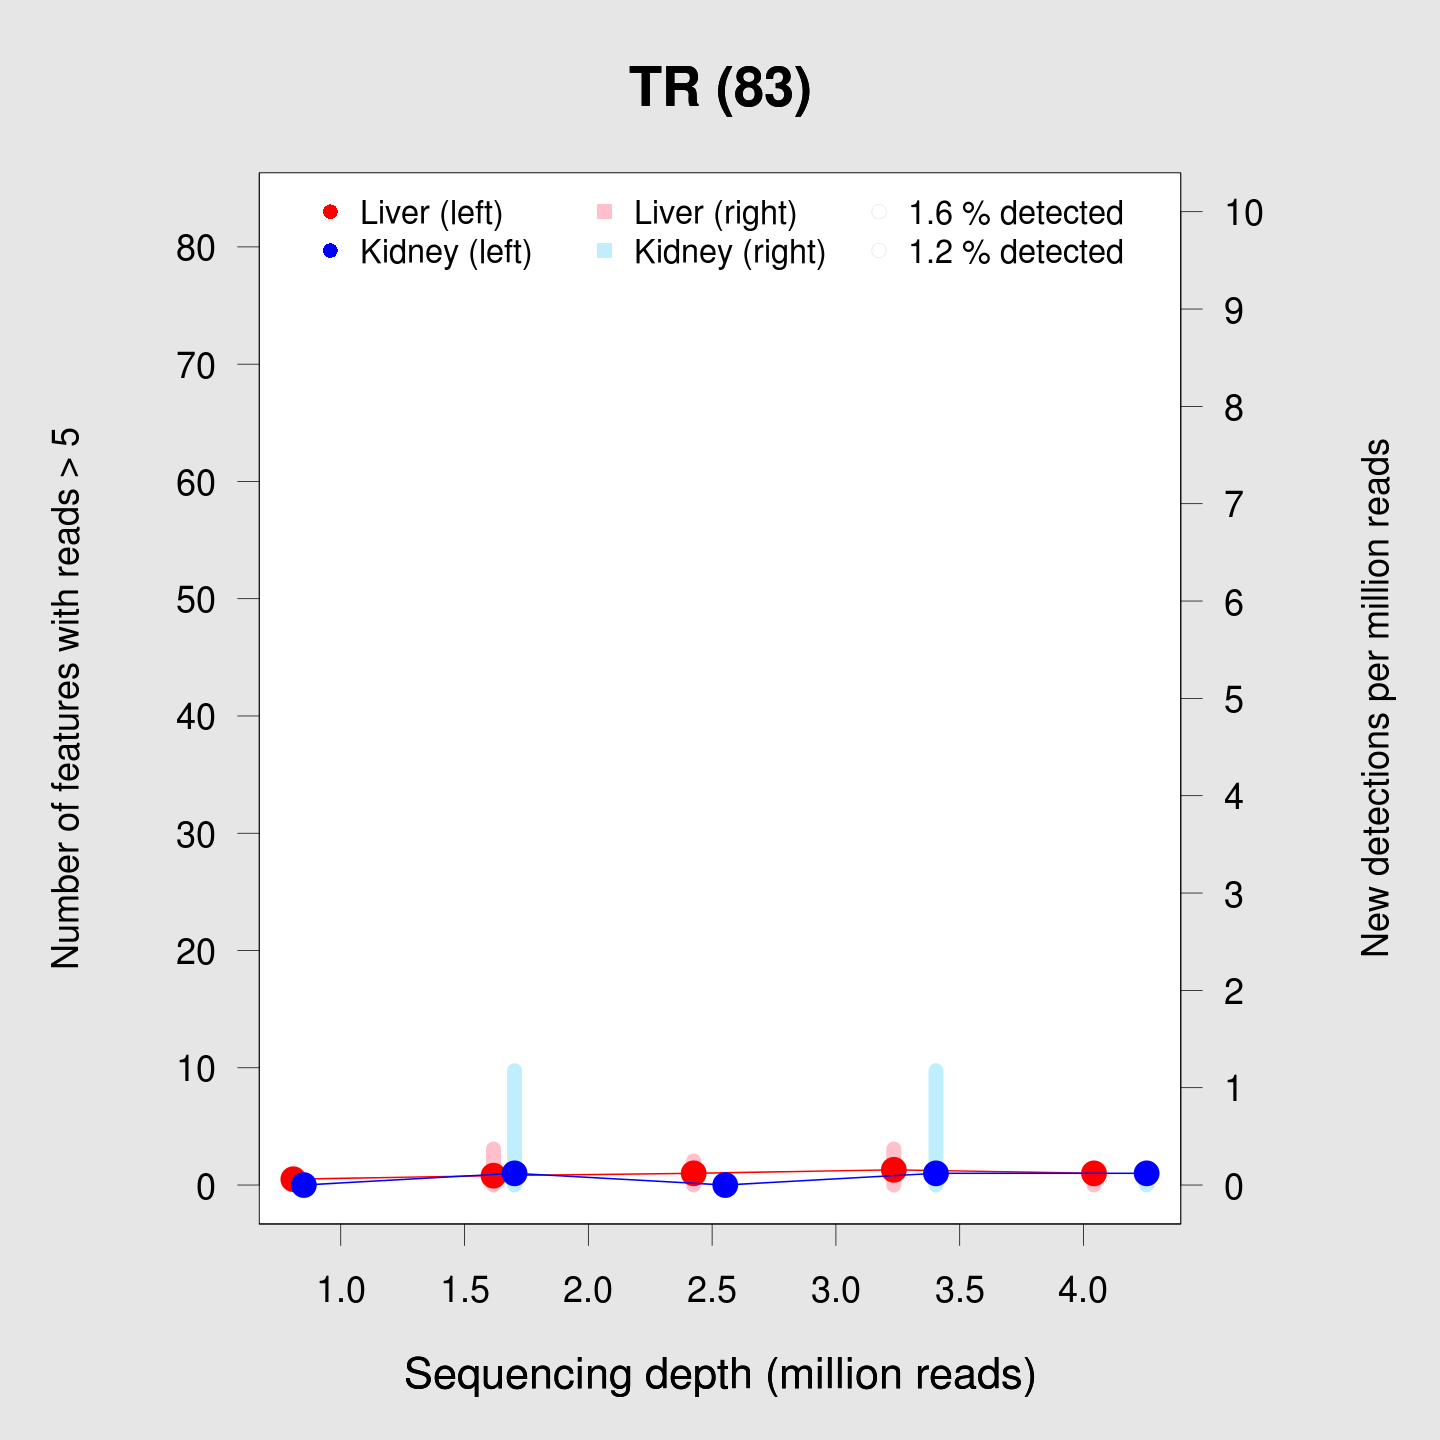 TR (83)
Liver (left)
Kidney (left)
Liver (right)
Kidney (right)
1.6 % detected
1.2 % detected
Number of features with reads > 5
80
70
60
50
40
30
20
10
0
10
9
8
7
6
5
4
3
2
1
0
New detections per million reads
1.0 1.5 2.0 2.5 3.0 3.5 4.0
Sequencing depth (million reads)